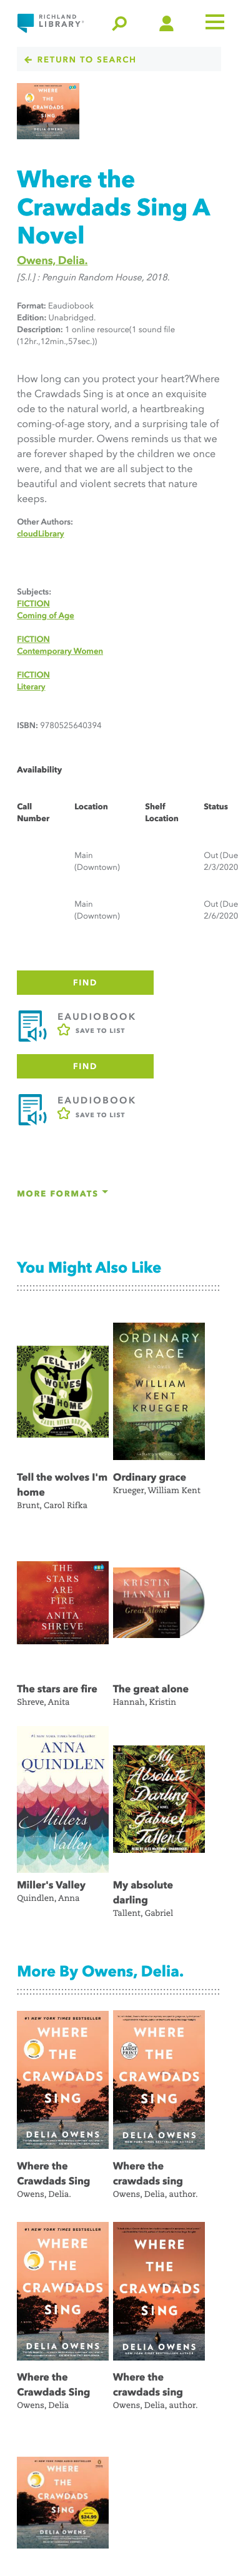 RICHLAND
LIBRARY
← RETURN TO SEARCH
WHERE
THE
CRAWDADS
SING
DELIA OWENS
Where the
Crawdads Sing A
Novel
Owens, Delia.
[S.l.] : Penguin Random House, 2018.
Format: Eaudiobook
Edition: Unabridged.
Description: 1 online resource(1 sound file
(12hr.,12min.,57sec.))
How long can you protect your heart?Where
the Crawdads Sing is at once an exquisite
ode to the natural world, a heartbreaking
coming-of-age story, and a surprising tale of
possible murder. Owens reminds us that we
are forever shaped by the children we once
were, and that we are all subject to the
beautiful and violent secrets that nature
keeps.
Other Authors:
cloudLibrary
Subjects:
FICTION
Coming of Age
FICTION
Contemporary Women
FICTION
Literary
ISBN: 9780525640394
Availability
Call Number Location Shelf Location Status
Main (Downtown) Out (Due 2/3/2020
Main (Downtown) Out (Due 2/6/2020
FIND
EAUDIOBOOK
SAVE TO LIST
FIND
EAUDIOBOOK
SAVE TO LIST
MORE FORMATS
You Might Also Like
TELL THE
WOLVES
I'M HOME
CAROL RIFKA BRUNT
ORDINARY
GRACE
WILLIAM
KENT
KRUEGER
Tell the wolves I'm
home
Brunt, Carol Rifka
Ordinary grace
Krueger, William Kent
THE
STARS
ARE
FIRE
ANITA
SHREVE
KRISTIN
HANNAH
Great Alone
The stars are fire
Shreve, Anita
The great alone
Hannah, Kristin
ANNA
QUINDLEN
Miller's
Valley
My
Absolute
Darling
Gabriel
Tallent
Miller's Valley
Quindlen, Anna
My absolute
darling
Tallent, Gabriel
More By Owens, Delia.
#1 NEW YORK TIMES BESTSELLER
WHERE
THE
CRAWDADS
SING
DELIA OWENS
WHERE
THE
CRAWDADS
SING
DELIA OWENS
Where the
Crawdads Sing
Owens, Delia.
Where the
crawdads sing
Owens, Delia, author.
#1 NEW YORK TIMES BESTSELLER
WHERE
THE
CRAWDADS
SING
DELIA OWENS
WHERE
THE
CRAWDADS
SING
DELIA OWENS
Where the
Crawdads Sing
Owens, Delia
Where the
crawdads sing
Owens, Delia, author.
WHERE
THE
CRAWDADS
SING
$24.99
DELIA OWENS